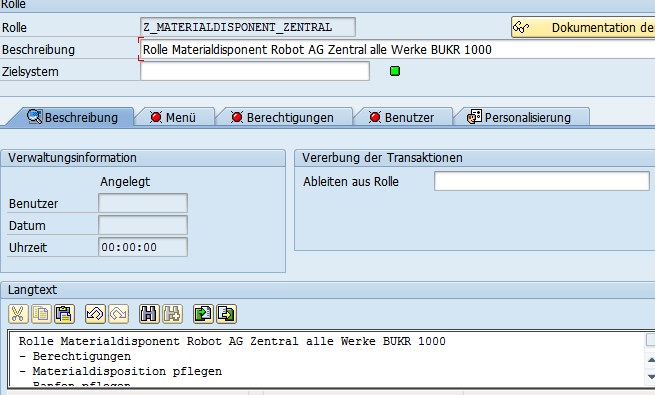 Rolle
Rolle Z_MATERIALDISPONENT_ZENTRAL Dokumentation der
Beschreibung Rolle Materialdisponent Robot AG Zentral alle Werke BUKR 1000
Zielsystem
Beschreibung Menü Berechtigungen Benutzer Personalisierung
Verwaltungsinformation Vererbung der Transaktionen
Angelegt Ableiten aus Rolle
Benutzer
Datum
Uhrzeit 00:00:00
Langtext
Rolle Materialdisponent Robot AG Zentral alle Werke BUKR 1000
- Berechtigungen
- Materialdisposition pflegen
- Banfen pflegen